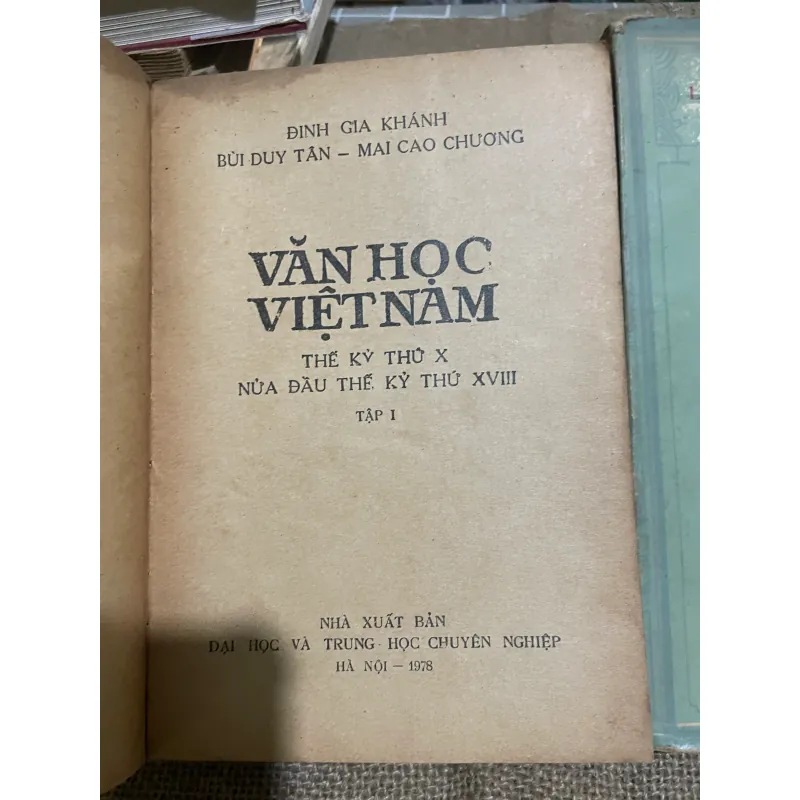 ĐINH GIA KHÁNH
BÙI DUY TÂN – MAI CAO CHƯƠNG
VĂN HỌC
VIỆT NAM
THẾ KỶ THỨ X
NỬA ĐẦU THẾ KỶ THỨ XVIII
TẬP I
NHÀ XUẤT BẢN
ĐẠI HỌC VÀ TRUNG HỌC CHUYÊN NGHIỆP
HÀ NỘI – 1978